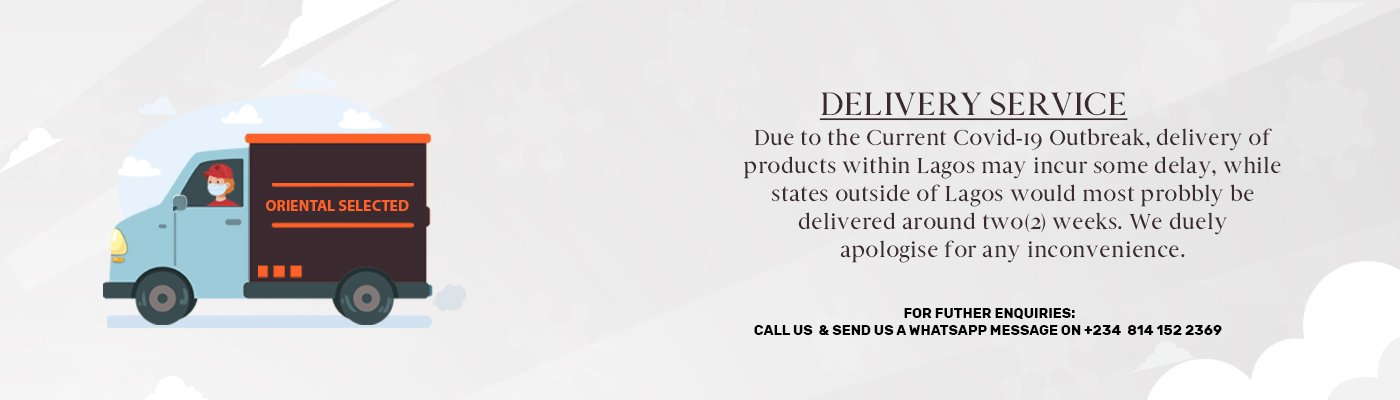 ORIENTAL SELECTED
DELIVERY SERVICE
Due to the Current Covid-19 Outbreak, delivery of
products within Lagos may incur some delay, while
states outside of Lagos would most probbly be
delivered around two(2) weeks. We duely
apologise for any inconvenience.
FOR FUTHER ENQUIRIES:
CALL US & SEND US A WHATSAPP MESSAGE ON +234 814 152 2369